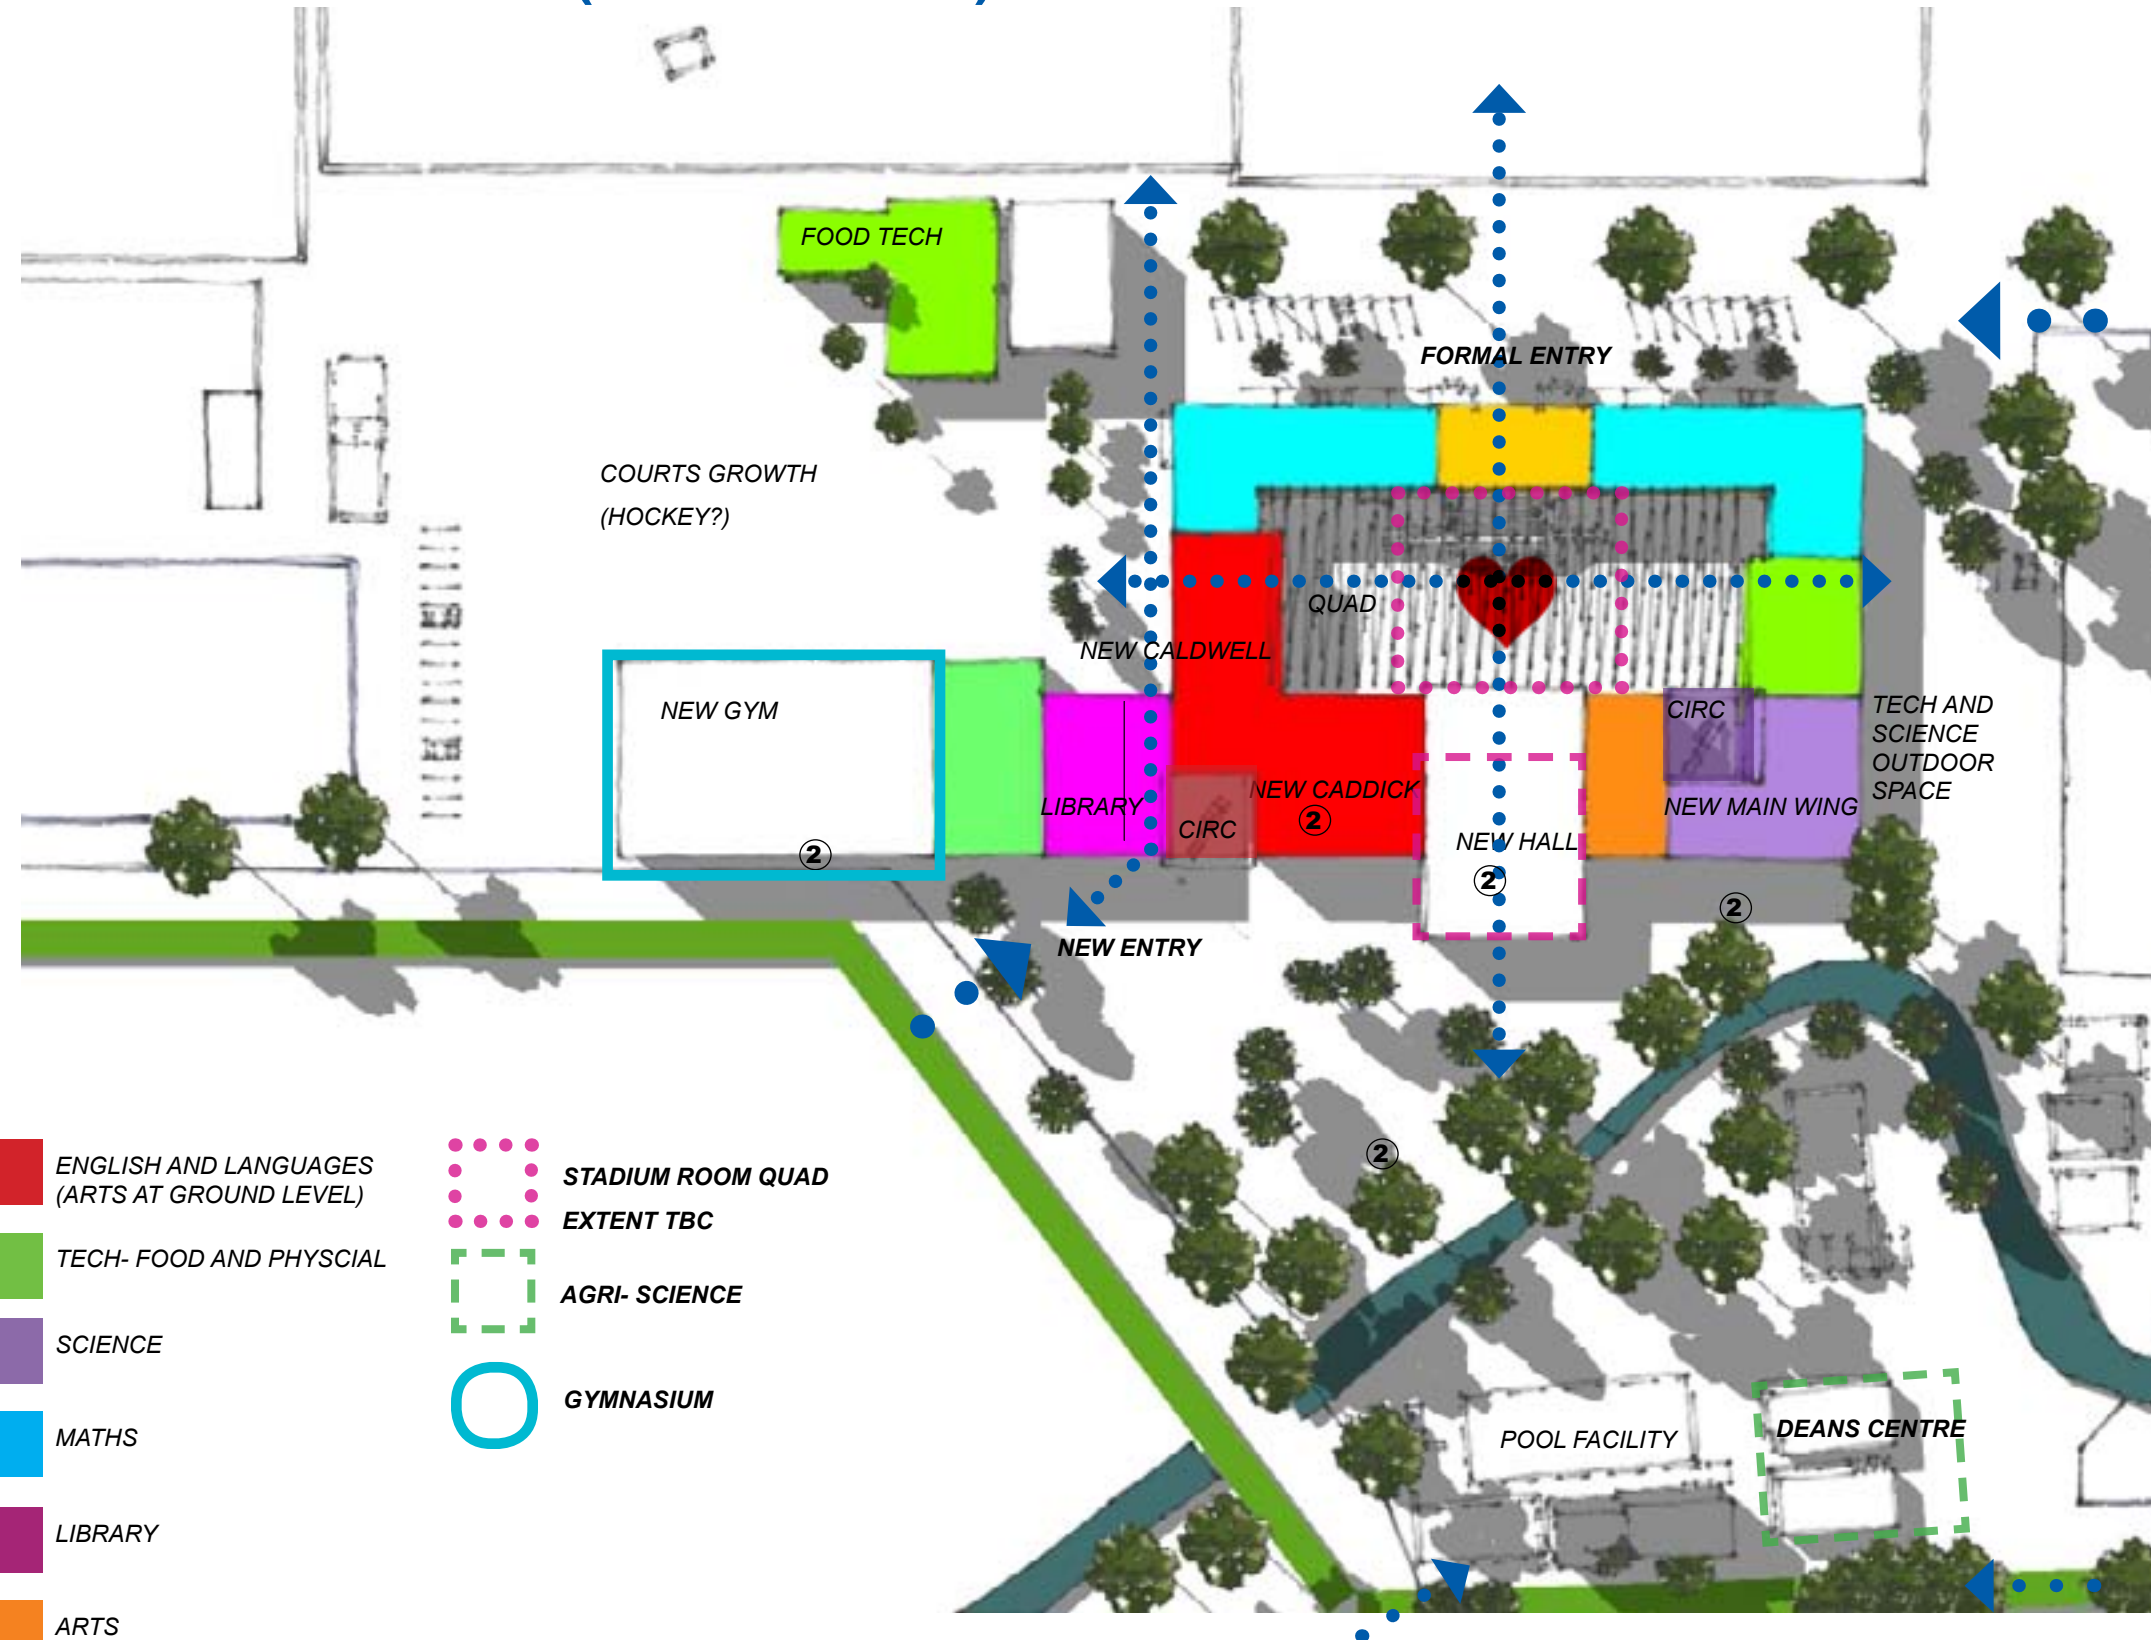 FOOD TECH
FORMAL ENTRY
COURTS GROWTH
(HOCKEY?)
QUAD
NEW CALDWELL
NEW GYM
CIRC
TECH AND
SCIENCE
OUTDOOR
SPACE
LIBRARY
NEW CADDICK
2
CIRC
NEW HALL
2
NEW MAIN WING
2
2
NEW ENTRY
2
ENGLISH AND LANGUAGES
(ARTS AT GROUND LEVEL)
TECH- FOOD AND PHYSCIAL
SCIENCE
MATHS
LIBRARY
ARTS
STADIUM ROOM QUAD
EXTENT TBC
AGRI- SCIENCE
GYMNASIUM
POOL FACILITY
DEANS CENTRE